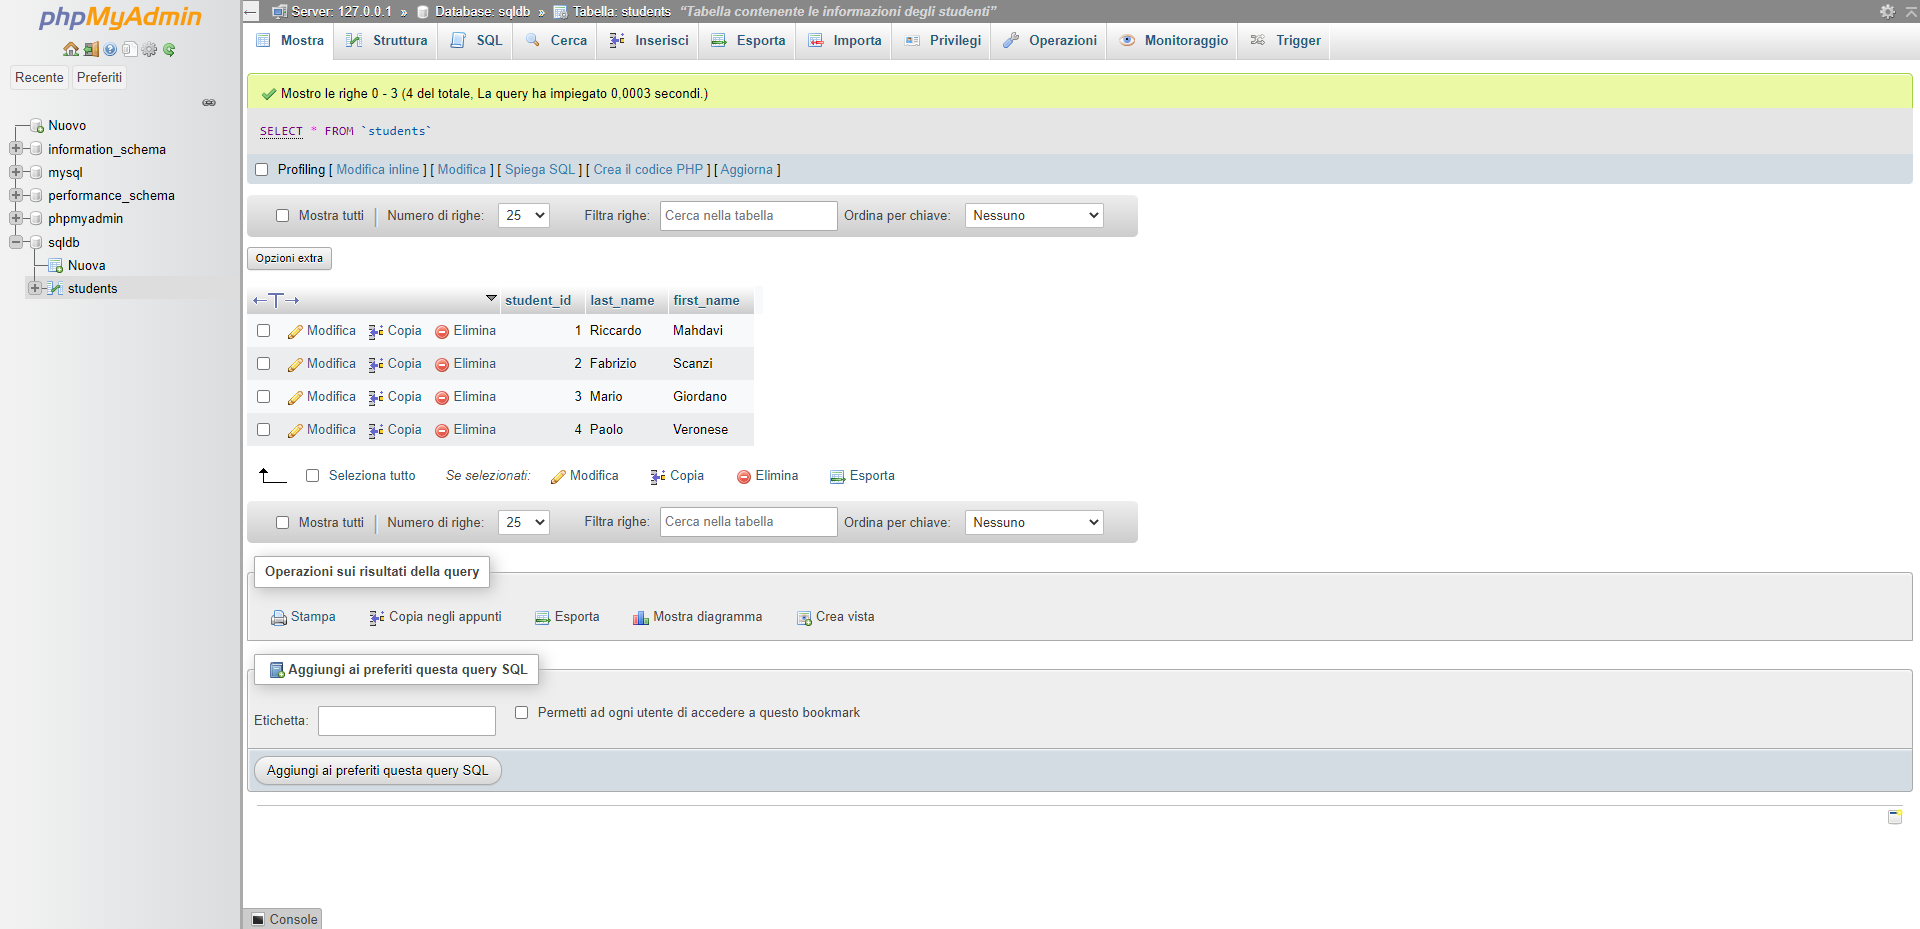 phpMyAdmin
Recente Preferiti
Nuovo
information_schema
mysql
performance_schema
phpmyadmin
sqldb
Nuova
students
Server: 127.0.0.1 » Database: sqldb » Tabella: students "Tabella contenente le informazioni degli studenti"
Mostra Struttura SQL Cerca Inserisci Esporta Importa Privilegi Operazioni Monitoraggio Trigger
Mostro le righe 0 - 3 (4 del totale, La query ha impiegato 0,0003 secondi.)
SELECT * FROM `students`
Profiling [ Modifica inline ] [ Modifica ] [ Spiega SQL ] [ Crea il codice PHP ] [ Aggiorna ]
Mostra tutti | Numero di righe: 25 Filtra righe: Cerca nella tabella Ordina per chiave: Nessuno
Opzioni extra
←T→ student_id last_name first_name
Modifica Copia Elimina 1 Riccardo Mahdavi
Modifica Copia Elimina 2 Fabrizio Scanzi
Modifica Copia Elimina 3 Mario Giordano
Modifica Copia Elimina 4 Paolo Veronese
Seleziona tutto Se selezionati: Modifica Copia Elimina Esporta
Mostra tutti | Numero di righe: 25 Filtra righe: Cerca nella tabella Ordina per chiave: Nessuno
Operazioni sui risultati della query
Stampa Copia negli appunti Esporta Mostra diagramma Crea vista
Aggiungi ai preferiti questa query SQL
Etichetta: Permetti ad ogni utente di accedere a questo bookmark
Aggiungi ai preferiti questa query SQL
Console